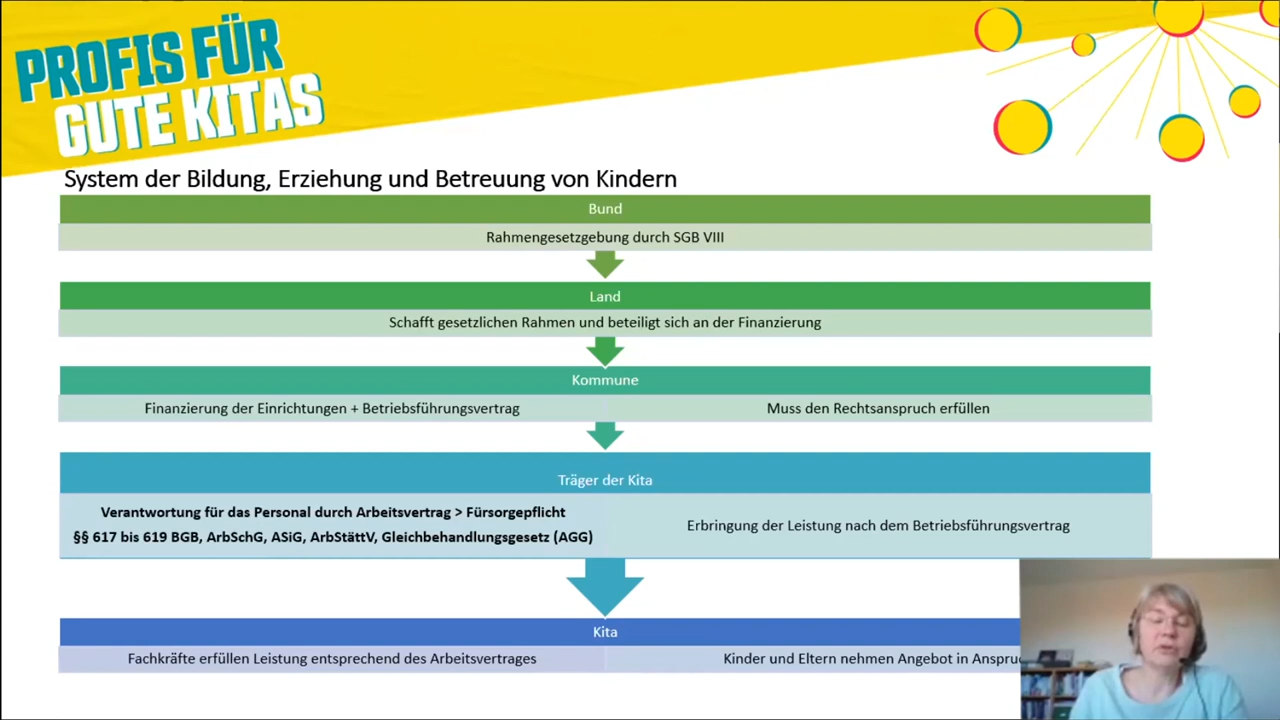 PROFIS FÜR
GUTE KITAS
System der Bildung, Erziehung und Betreuung von Kindern
Bund
Rahmengesetzgebung durch SGB VIII
Land
Schafft gesetzlichen Rahmen und beteiligt sich an der Finanzierung
Kommune
Finanzierung der Einrichtungen + Betriebsführungsvertrag
Muss den Rechtsanspruch erfüllen
Träger der Kita
Verantwortung für das Personal durch Arbeitsvertrag > Fürsorgepflicht
§§ 617 bis 619 BGB, ArbSchG, ASiG, ArbStättV, Gleichbehandlungsgesetz (AGG)
Erbringung der Leistung nach dem Betriebsführungsvertrag
Kita
Fachkräfte erfüllen Leistung entsprechend des Arbeitsvertrages
Kinder und Eltern nehmen Angebot in